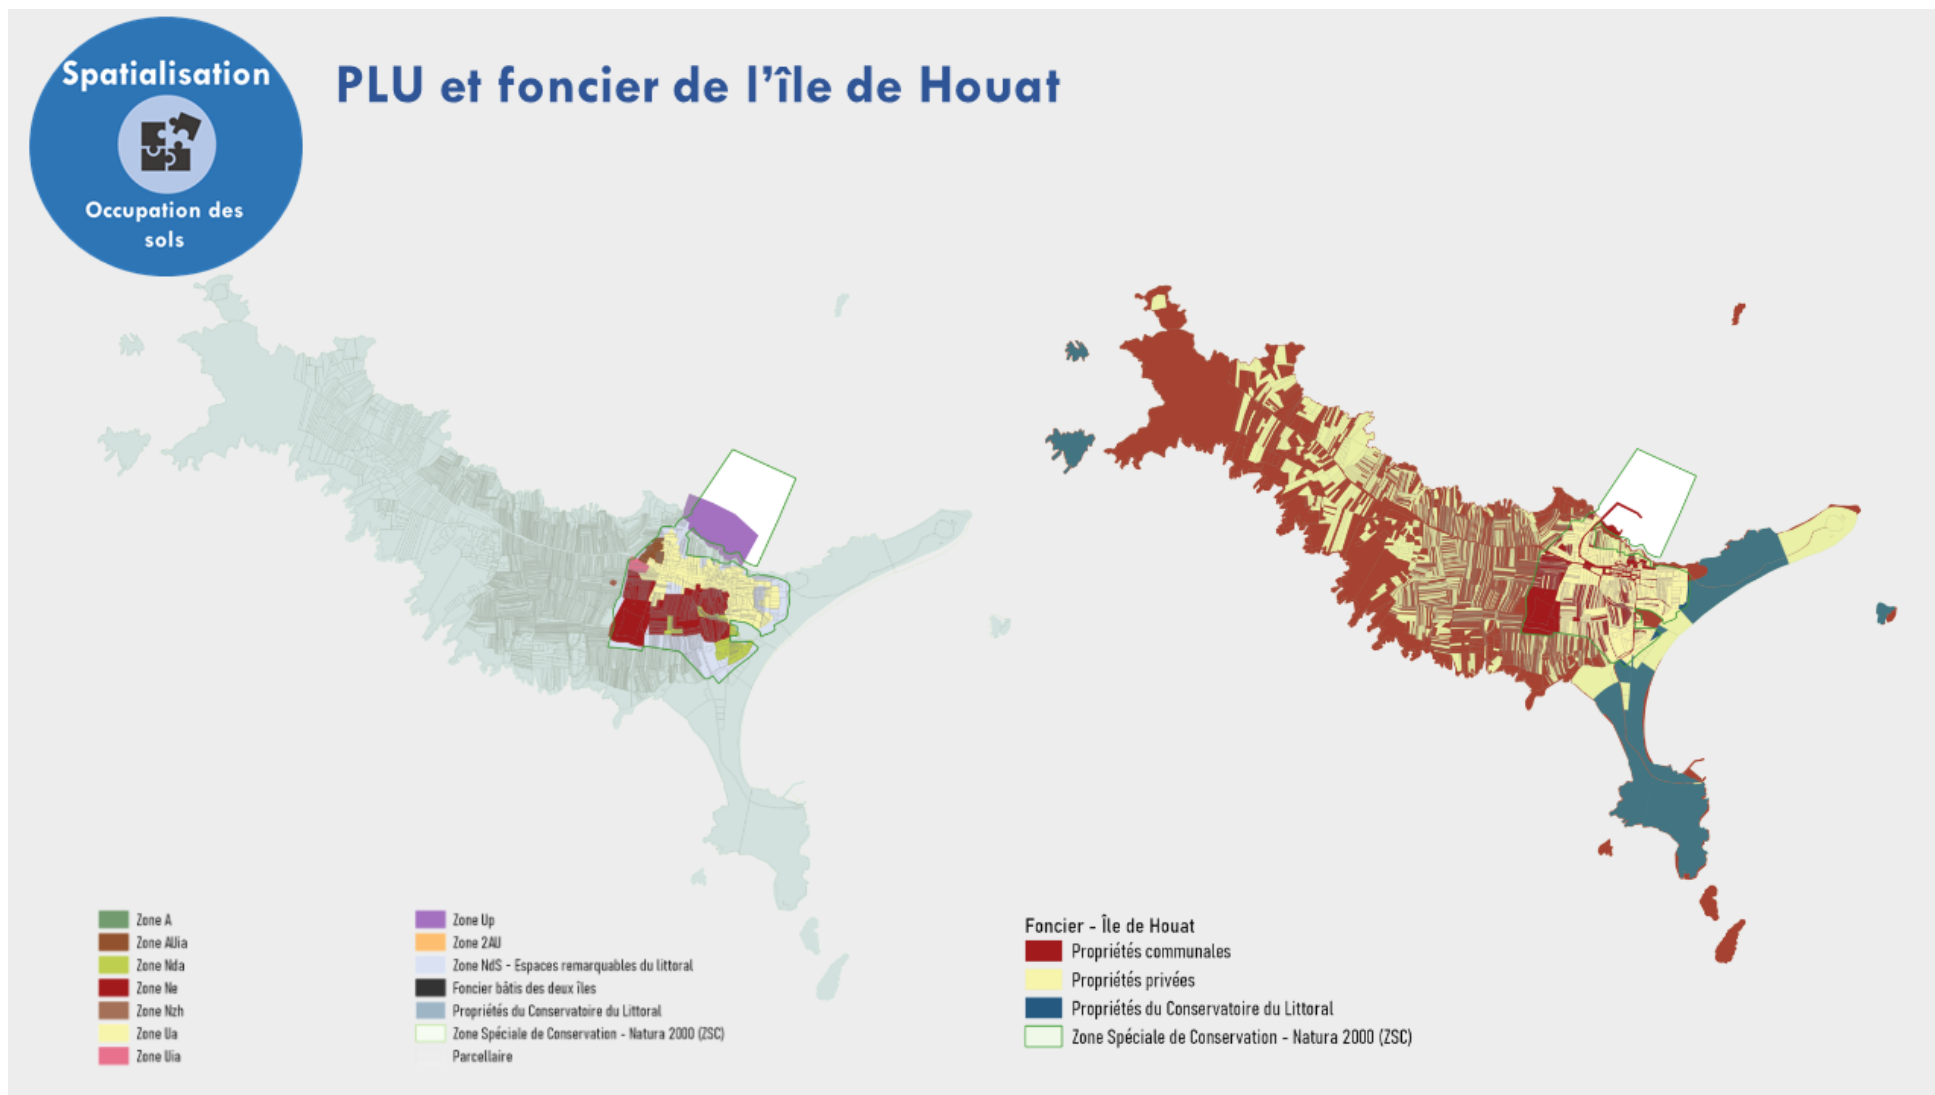 Spatialisation
Occupation des
sols
PLU et foncier de l'île de Houat
Zone A
Zone AUia
Zone Nda
Zone Ne
Zone Nzh
Zone Ua
Zone Uia
Zone Up
Zone 2AU
Zone NdS - Espaces remarquables du littoral
Foncier bâtis des deux îles
Propriétés du Conservatoire du Littoral
Zone Spéciale de Conservation - Natura 2000 (ZSC)
Parcellaire
Foncier - Île de Houat
Propriétés communales
Propriétés privées
Propriétés du Conservatoire du Littoral
Zone Spéciale de Conservation - Natura 2000 (ZSC)